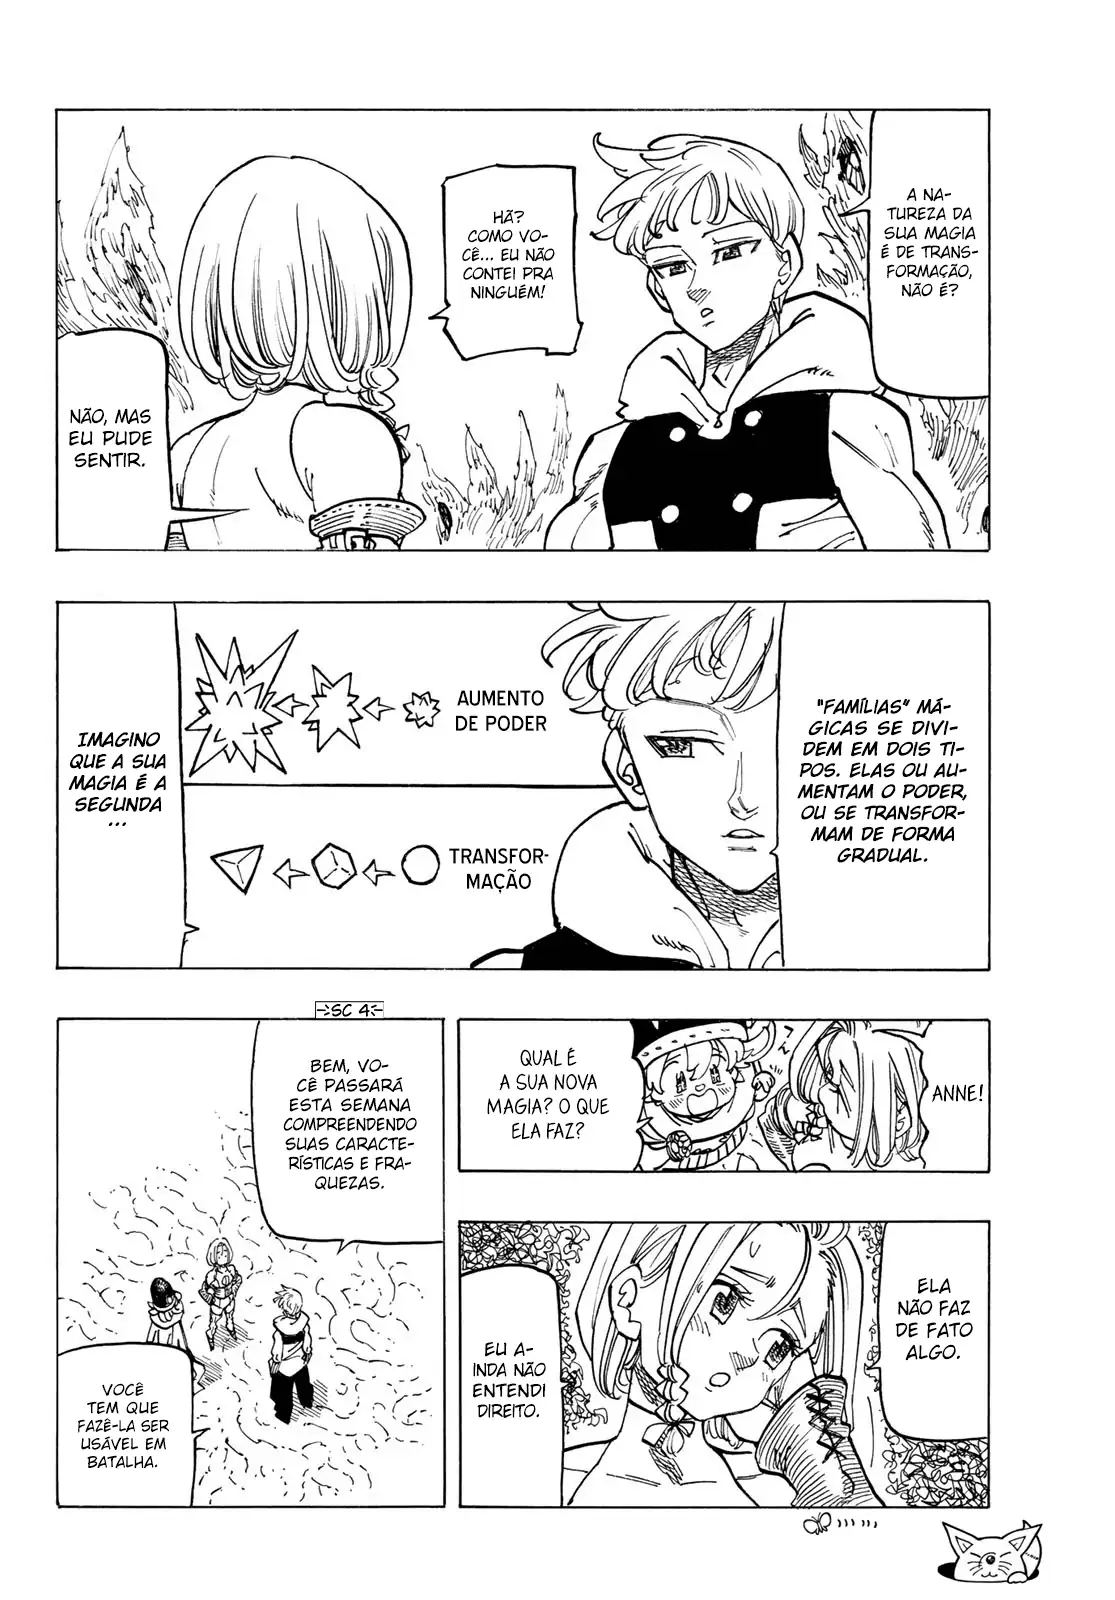 A NA-
TUREZA DA
SUA MAGIA
É DE TRANS-
FORMAÇÃO,
NÃO É?
HÃ?
COMO VO-
CÊ... EU NÃO
CONTEI PRA
NINGUÉM!
NÃO, MAS
EU PUDE
SENTIR.
"FAMÍLIAS" MÁ-
GICAS SE DIVI-
DEM EM DOIS TI-
POS. ELAS OU AU-
MENTAM O PODER,
OU SE TRANSFOR-
MAM DE FORMA
GRADUAL.
AUMENTO
DE PODER
TRANSFOR-
MAÇÃO
IMAGINO
QUE A SUA
MAGIA É A
SEGUNDA
...
ANNE!
QUAL É
A SUA NOVA
MAGIA? O QUE
ELA FAZ?
ELA
NÃO FAZ
DE FATO
ALGO.
EU A-
INDA NÃO
ENTENDI
DIREITO.
SC 4
BEM, VO-
CÊ PASSARÁ
ESTA SEMANA
COMPREENDENDO
SUAS CARACTE-
RÍSTICAS E FRA-
QUEZAS.
VOCÊ
TEM QUE
FAZÊ-LA SER
USÁVEL EM
BATALHA.